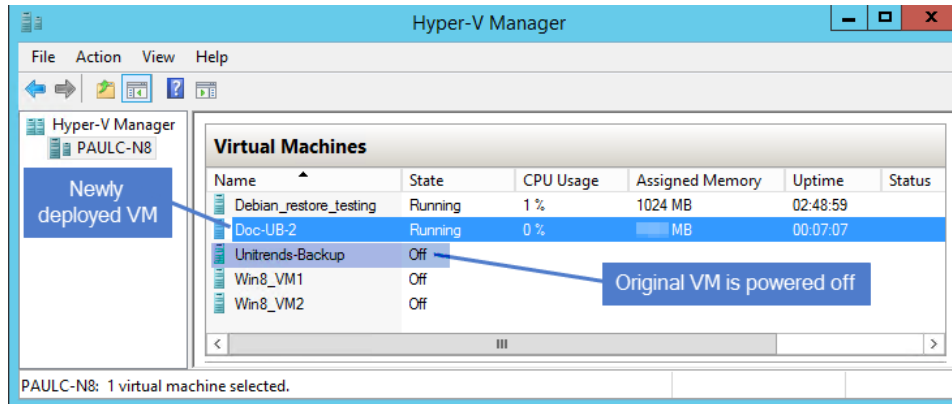 Hyper-V Manager
File Action View Help
Hyper-V Manager
PAULC-N8
Virtual Machines
Name State CPU Usage Assigned Memory Uptime Status
Debian_restore_testing Running 1 % 1024 MB 02:48:59
Doc-UB-2 Running 0 % MB 00:07:07
Unitrends-Backup Off
Win8_VM1 Off
Win8_VM2 Off
Newly
deployed VM
Original VM is powered off
PAULC-N8: 1 virtual machine selected.